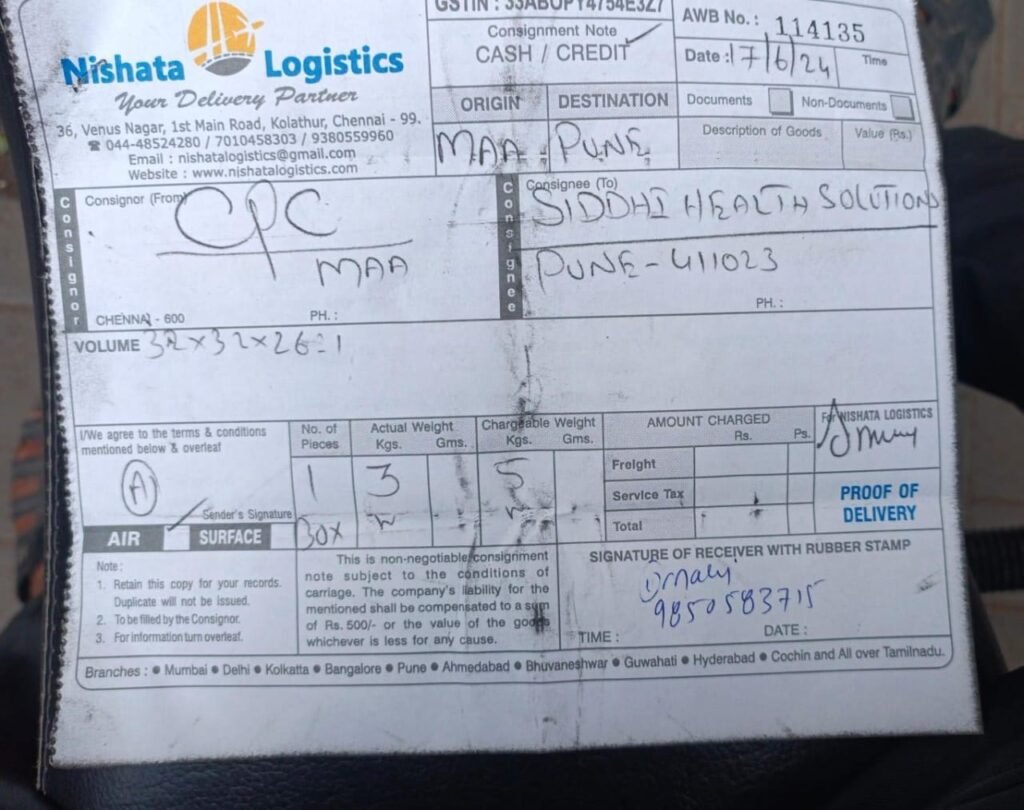 GSTIN : 33ABOPY4754E3Z7
Nishata Logistics
Your Delivery Partner
36, Venus Nagar, 1st Main Road, Kolathur, Chennai - 99.
☎ 044-48524280 / 7010458303 / 9380559960
Email : nishatalogistics@gmail.com
Website : www.nishatalogistics.com
Consignment Note
CASH / CREDIT
AWB No. : 114135
Date : 17/6/24 Time
ORIGIN DESTINATION
MAA PUNE
Documents Non-Documents
Description of Goods Value (Rs.)
Consignor
Consignor (From)
CPC
MAA
CHENNAI - 600 PH. :
Consignee
Consignee (To)
SIDDHI HEALTH SOLUTIONS
PUNE - 411023
PH. :
VOLUME 32x32x26=1
I/We agree to the terms & conditions
mentioned below & overleaf
A
Sender's Signature
AIR SURFACE
No. of Pieces
1
BOX
Actual Weight
Kgs. Gms.
3
Chargeable Weight
Kgs. Gms.
5
AMOUNT CHARGED
Rs. Ps.
Freight
Service Tax
Total
For NISHATA LOGISTICS
PROOF OF
DELIVERY
Note :
1. Retain this copy for your records.
Duplicate will not be issued.
2. To be filled by the Consignor.
3. For information turn overleaf.
This is non-negotiable consignment
note subject to the conditions of
carriage. The company's liability for the
mentioned shall be compensated to a sum
of Rs. 500/- or the value of the goods
whichever is less for any cause.
SIGNATURE OF RECEIVER WITH RUBBER STAMP
9850583715
TIME : DATE :
Branches : ● Mumbai ● Delhi ● Kolkatta ● Bangalore ● Pune ● Ahmedabad ● Bhuvaneshwar ● Guwahati ● Hyderabad ● Cochin and All over Tamilnadu.